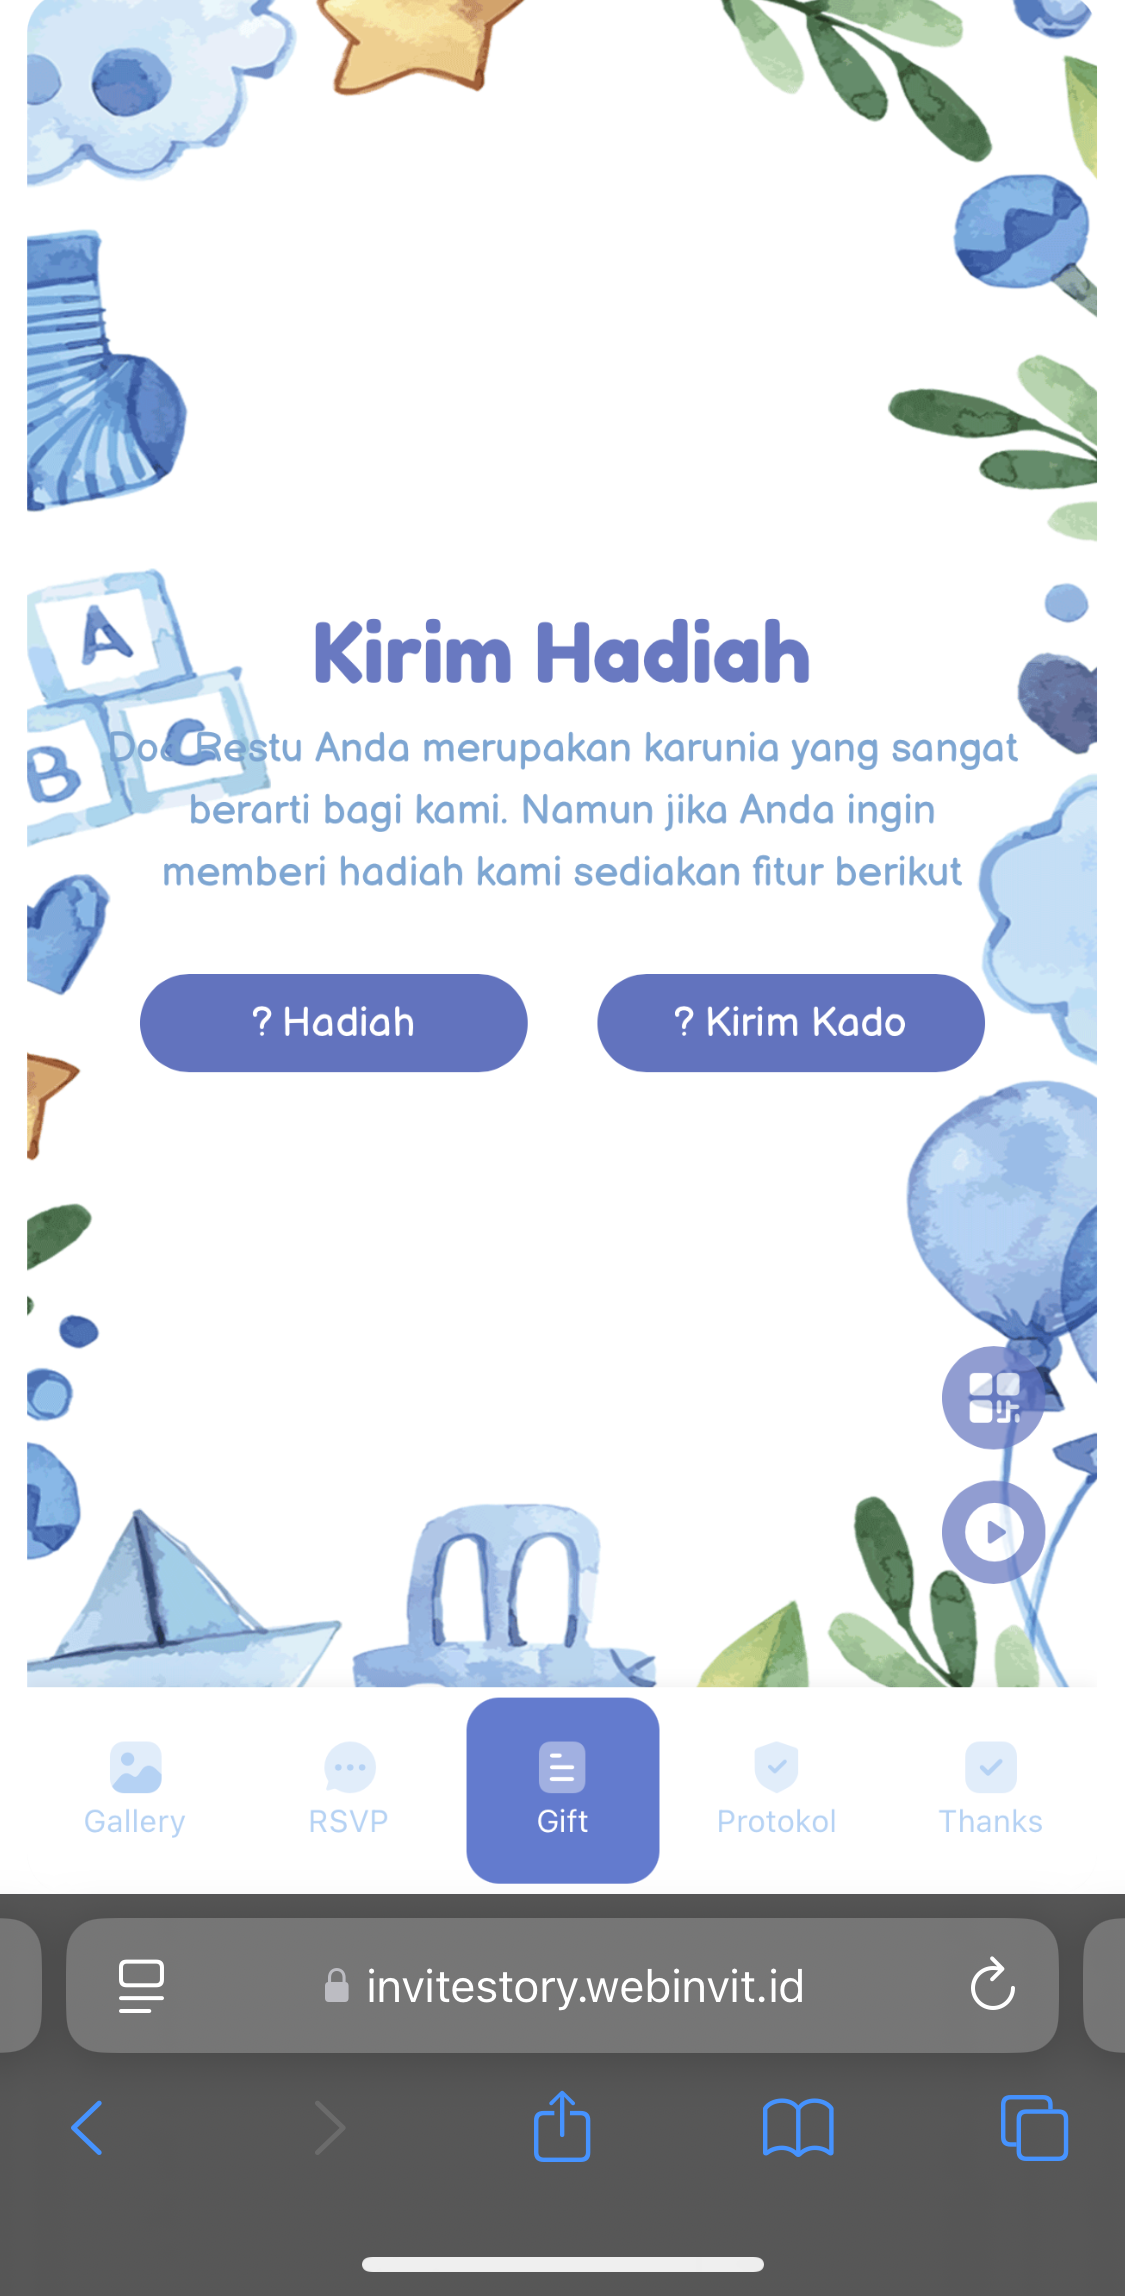 A
B
C
Kirim Hadiah
Doa Restu Anda merupakan karunia yang sangat
berarti bagi kami. Namun jika Anda ingin
memberi hadiah kami sediakan fitur berikut
? Hadiah
? Kirim Kado
Gallery
RSVP
Gift
Protokol
Thanks
invitestory.webinvit.id